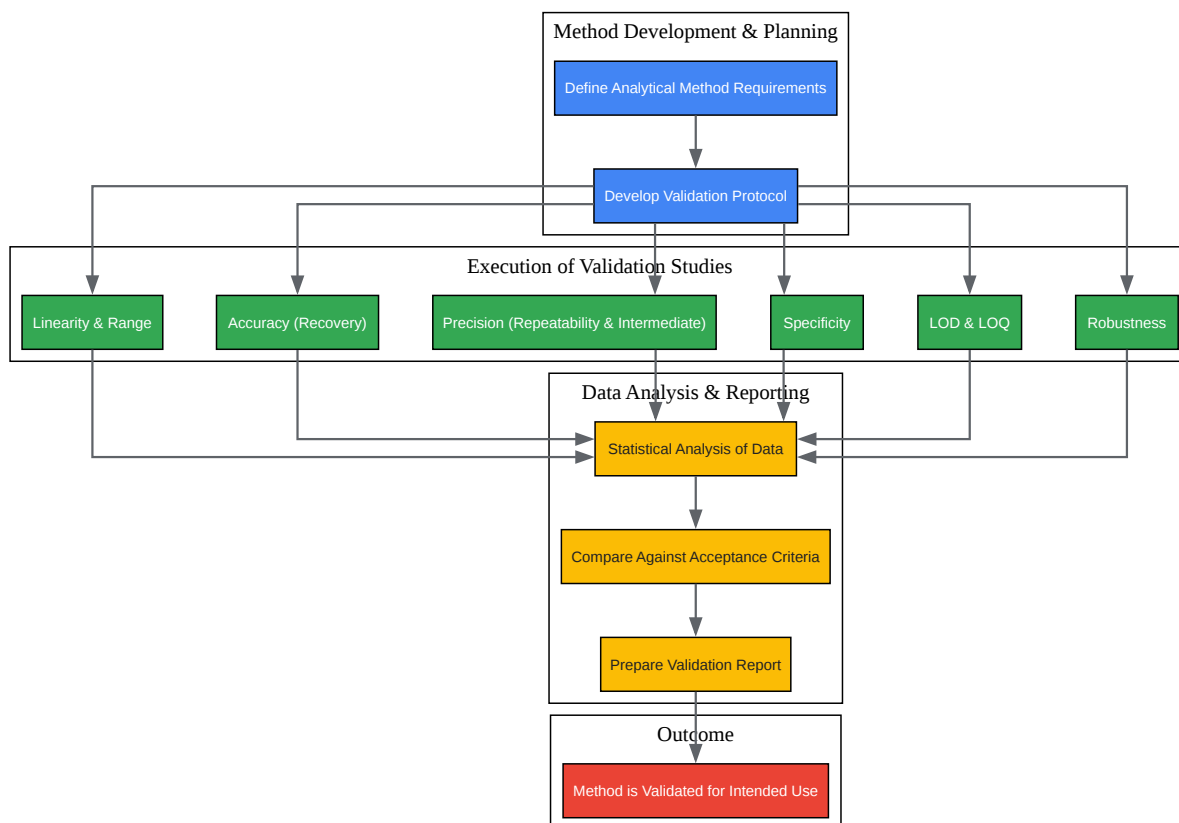 Method Development & Planning
Define Analytical Method Requirements
Develop Validation Protocol
Execution of Validation Studies
Linearity & Range
Accuracy (Recovery)
Precision (Repeatability & Intermediate)
Specificity
LOD & LOQ
Robustness
Data Analysis & Reporting
Statistical Analysis of Data
Compare Against Acceptance Criteria
Prepare Validation Report
Outcome
Method is Validated for Intended Use